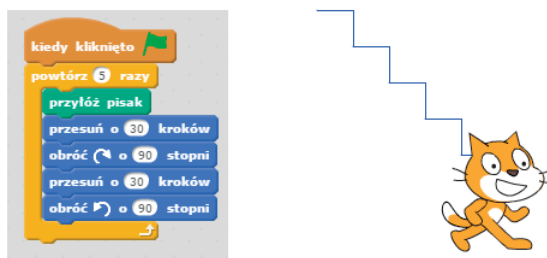 kiedy kliknięto
powtórz 5 razy
przyłóż pisak
przesuń o 30 kroków
obróć o 90 stopni
przesuń o 30 kroków
obróć o 90 stopni